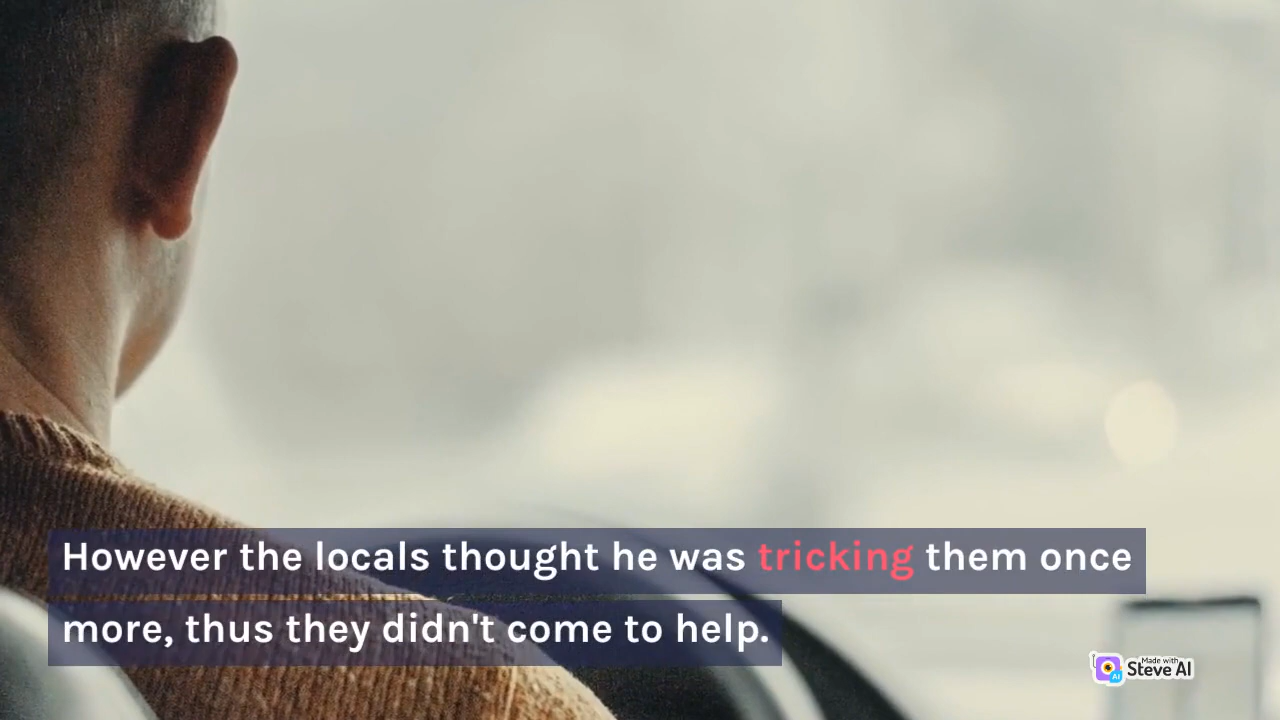 However the locals thought he was tricking them once
more, thus they didn't come to help.
Made with
Steve AI
AI